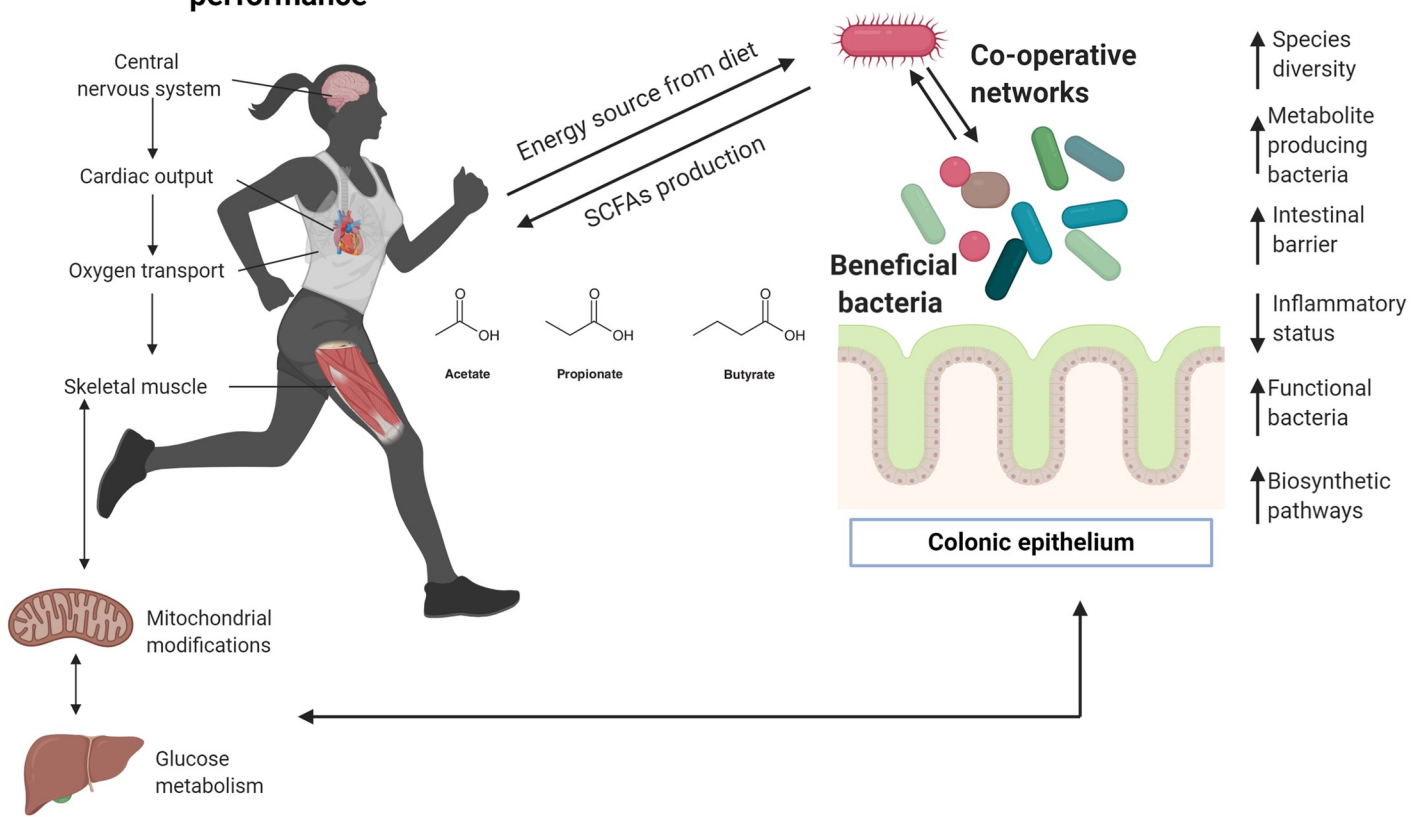 performance
Central
nervous system
Cardiac output
Oxygen transport
Skeletal muscle
Mitochondrial
modifications
Glucose
metabolism
Energy source from diet
SCFAs production
O
OH
Acetate
O
OH
Propionate
O
OH
Butyrate
Co-operative
networks
Beneficial
bacteria
Colonic epithelium
Species
diversity
Metabolite
producing
bacteria
Intestinal
barrier
Inflammatory
status
Functional
bacteria
Biosynthetic
pathways